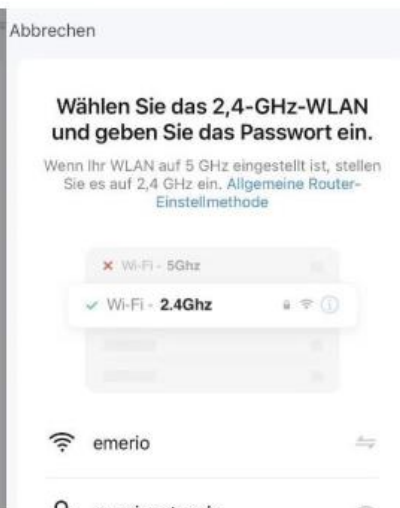 Abbrechen
Wählen Sie das 2,4-GHz-WLAN
und geben Sie das Passwort ein.
Wenn Ihr WLAN auf 5 GHz eingestellt ist, stellen
Sie es auf 2,4 GHz ein. Allgemeine Router-
Einstellmethode
Wi-Fi - 5Ghz
Wi-Fi - 2.4Ghz
emerio